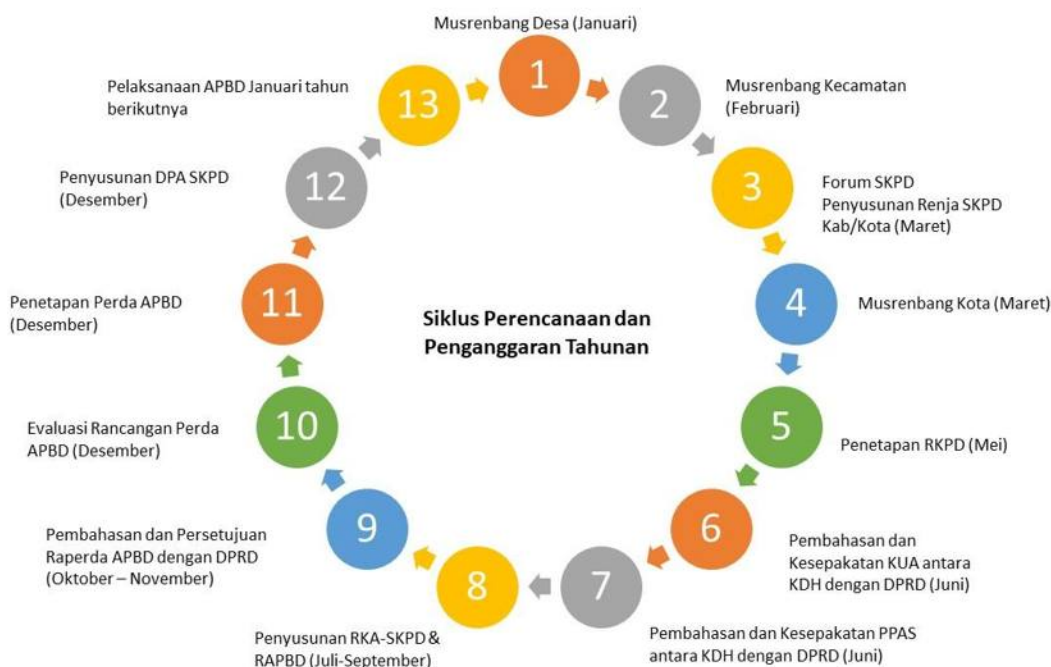 Musrenbang Desa (Januari)
1
2
Musrenbang Kecamatan
(Februari)
3
Forum SKPD
Penyusunan Renja SKPD
Kab/Kota (Maret)
4
Musrenbang Kota (Maret)
5
Penetapan RKPD (Mei)
6
Pembahasan dan
Kesepakatan KUA antara
KDH dengan DPRD (Juni)
7
Pembahasan dan Kesepakatan PPAS
antara KDH dengan DPRD (Juni)
8
Penyusunan RKA-SKPD &
RAPBD (Juli-September)
9
Pembahasan dan Persetujuan
Raperda APBD dengan DPRD
(Oktober – November)
10
Evaluasi Rancangan Perda
APBD (Desember)
11
Penetapan Perda APBD
(Desember)
12
Penyusunan DPA SKPD
(Desember)
13
Pelaksanaan APBD Januari tahun
berikutnya
Siklus Perencanaan dan
Penganggaran Tahunan